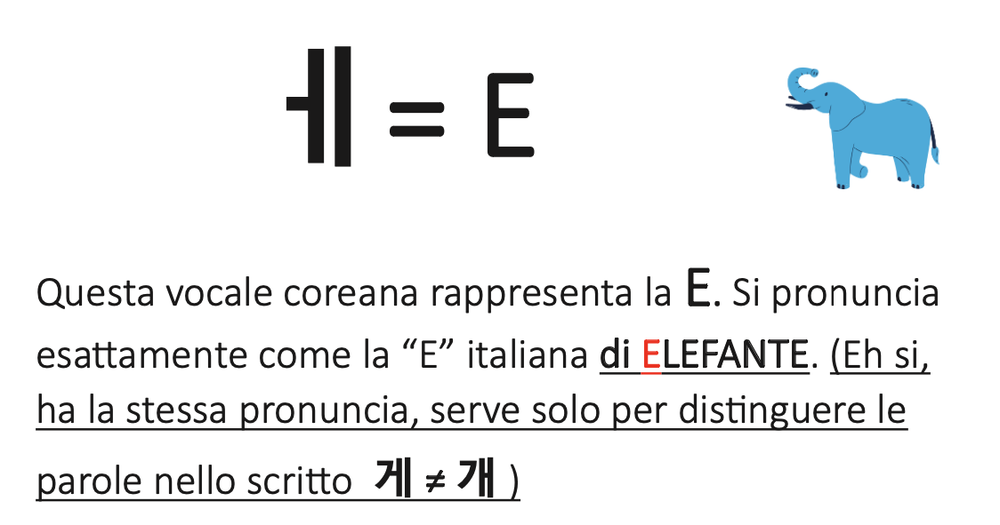 ㅔ = E
Questa vocale coreana rappresenta la E. Si pronuncia
esattamente come la “E” italiana di ELEFANTE. (Eh si,
ha la stessa pronuncia, serve solo per distinguere le
parole nello scritto 게 ≠ 개 )